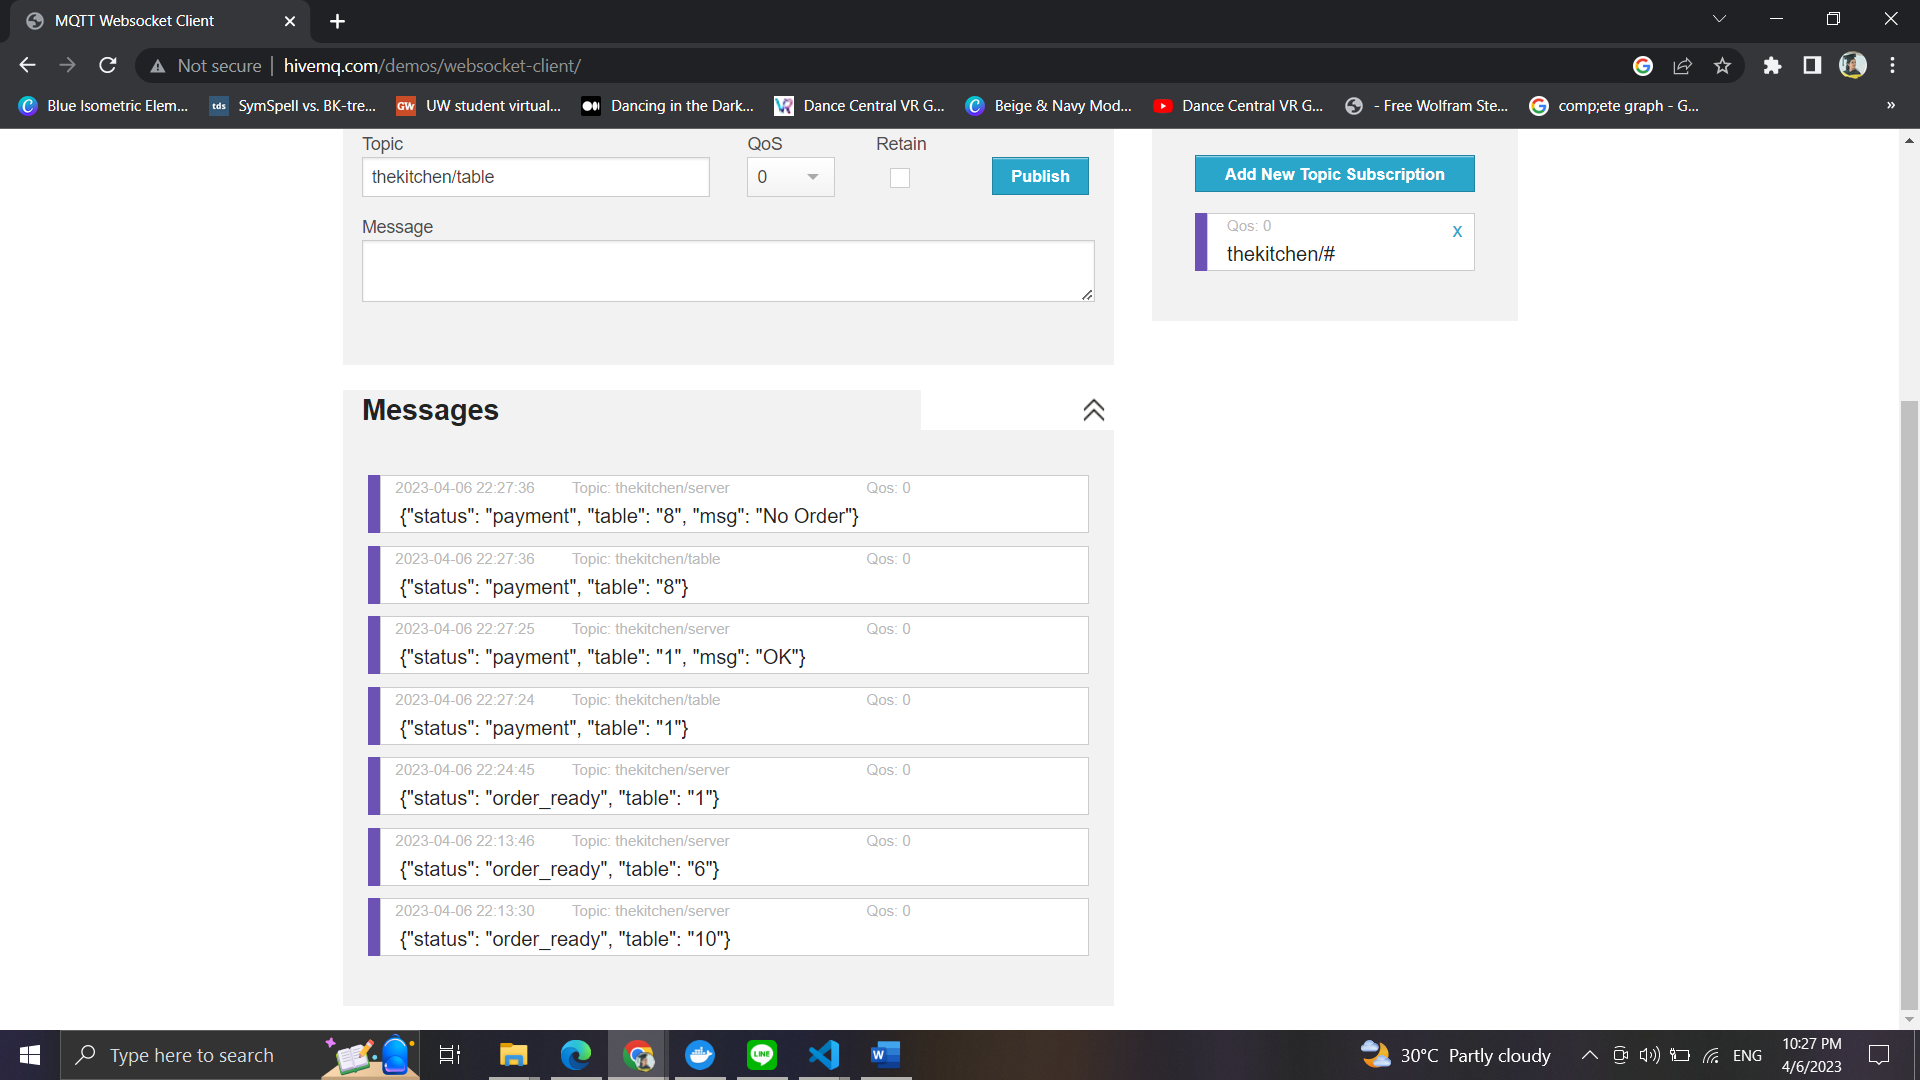 MQTT Websocket Client
Not secure
hivemq.com/demos/websocket-client/
Blue Isometric Elem...
tds
SymSpell vs. BK-tre...
GW
UW student virtual...
Dancing in the Dark...
Dance Central VR G...
Beige & Navy Mod...
Dance Central VR G...
- Free Wolfram Ste...
comp;ete graph - G...
»
Topic
QoS
Retain
thekitchen/table
0
Publish
Message
Add New Topic Subscription
Qos: 0
x
thekitchen/#
Messages
2023-04-06 22:27:36 Topic: thekitchen/server Qos: 0
{"status": "payment", "table": "8", "msg": "No Order"}
2023-04-06 22:27:36 Topic: thekitchen/table Qos: 0
{"status": "payment", "table": "8"}
2023-04-06 22:27:25 Topic: thekitchen/server Qos: 0
{"status": "payment", "table": "1", "msg": "OK"}
2023-04-06 22:27:24 Topic: thekitchen/table Qos: 0
{"status": "payment", "table": "1"}
2023-04-06 22:24:45 Topic: thekitchen/server Qos: 0
{"status": "order_ready", "table": "1"}
2023-04-06 22:13:46 Topic: thekitchen/server Qos: 0
{"status": "order_ready", "table": "6"}
2023-04-06 22:13:30 Topic: thekitchen/server Qos: 0
{"status": "order_ready", "table": "10"}
Type here to search
LINE
W
30°C Partly cloudy
ENG
10:27 PM
4/6/2023